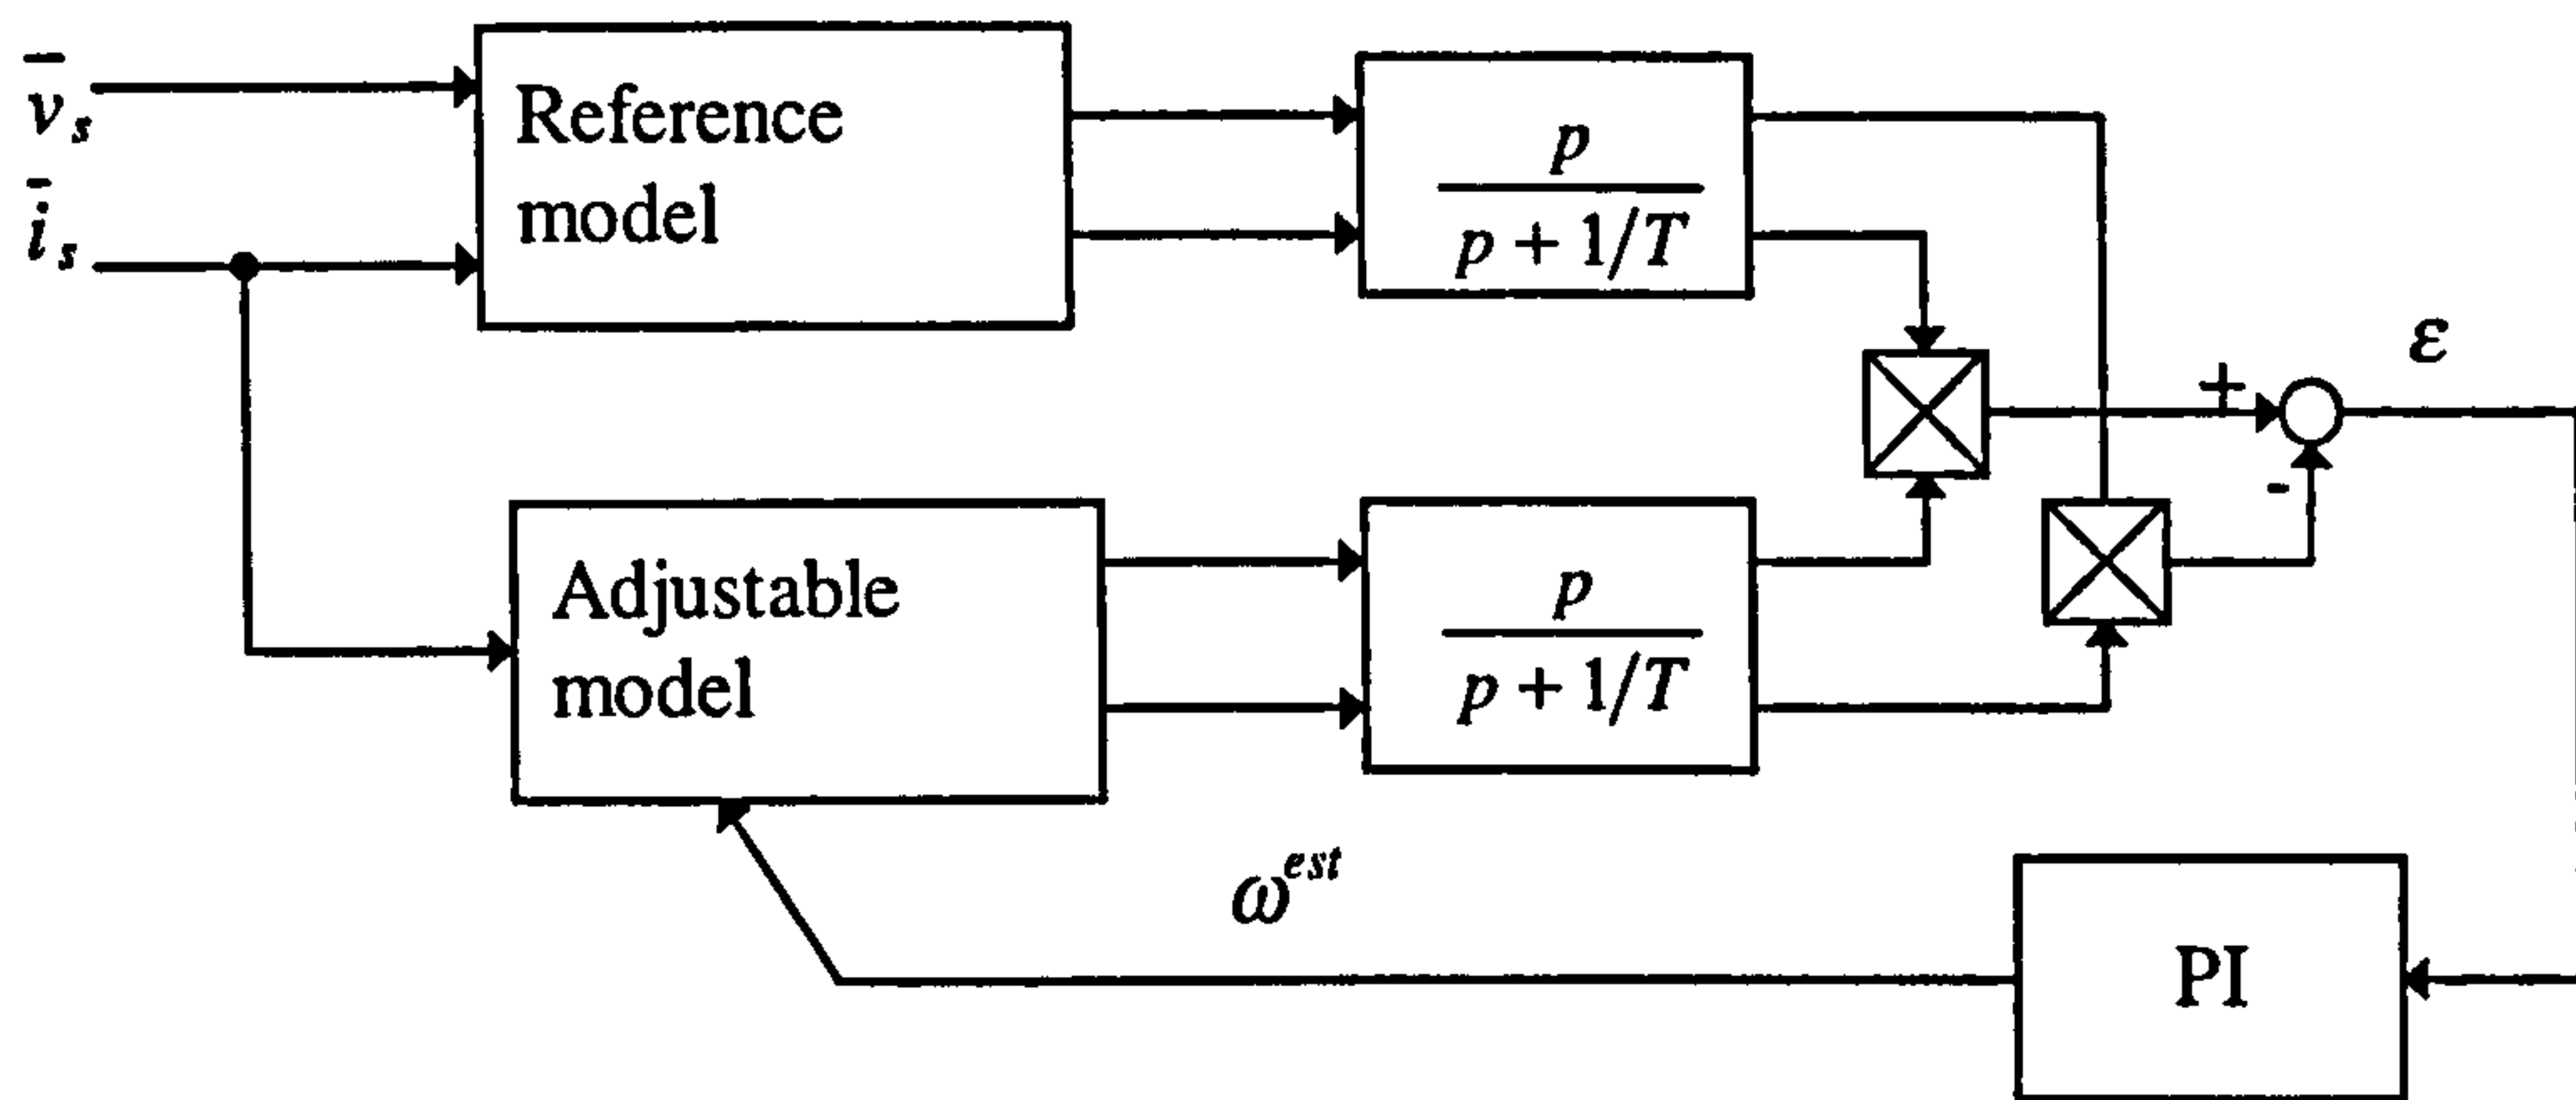 v̄ₛ
īₛ
Reference
model
p
p + 1/T
+
-
ε
Adjustable
model
p
p + 1/T
ω^est
PI